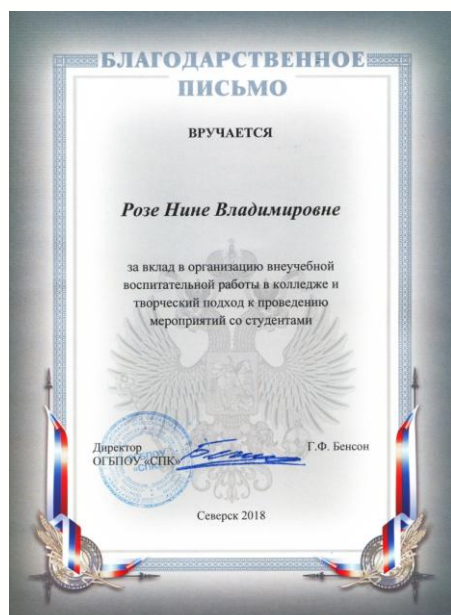 БЛАГОДАРСТВЕННОЕ
ПИСЬМО
ВРУЧАЕТСЯ
Розе Нине Владимировне
за вклад в организацию внеучебной
воспитательной работы в колледже и
творческий подход к проведению
мероприятий со студентами
Директор
ОГБПОУ «СПК»
Г.Ф. Бенсон
Северск 2018